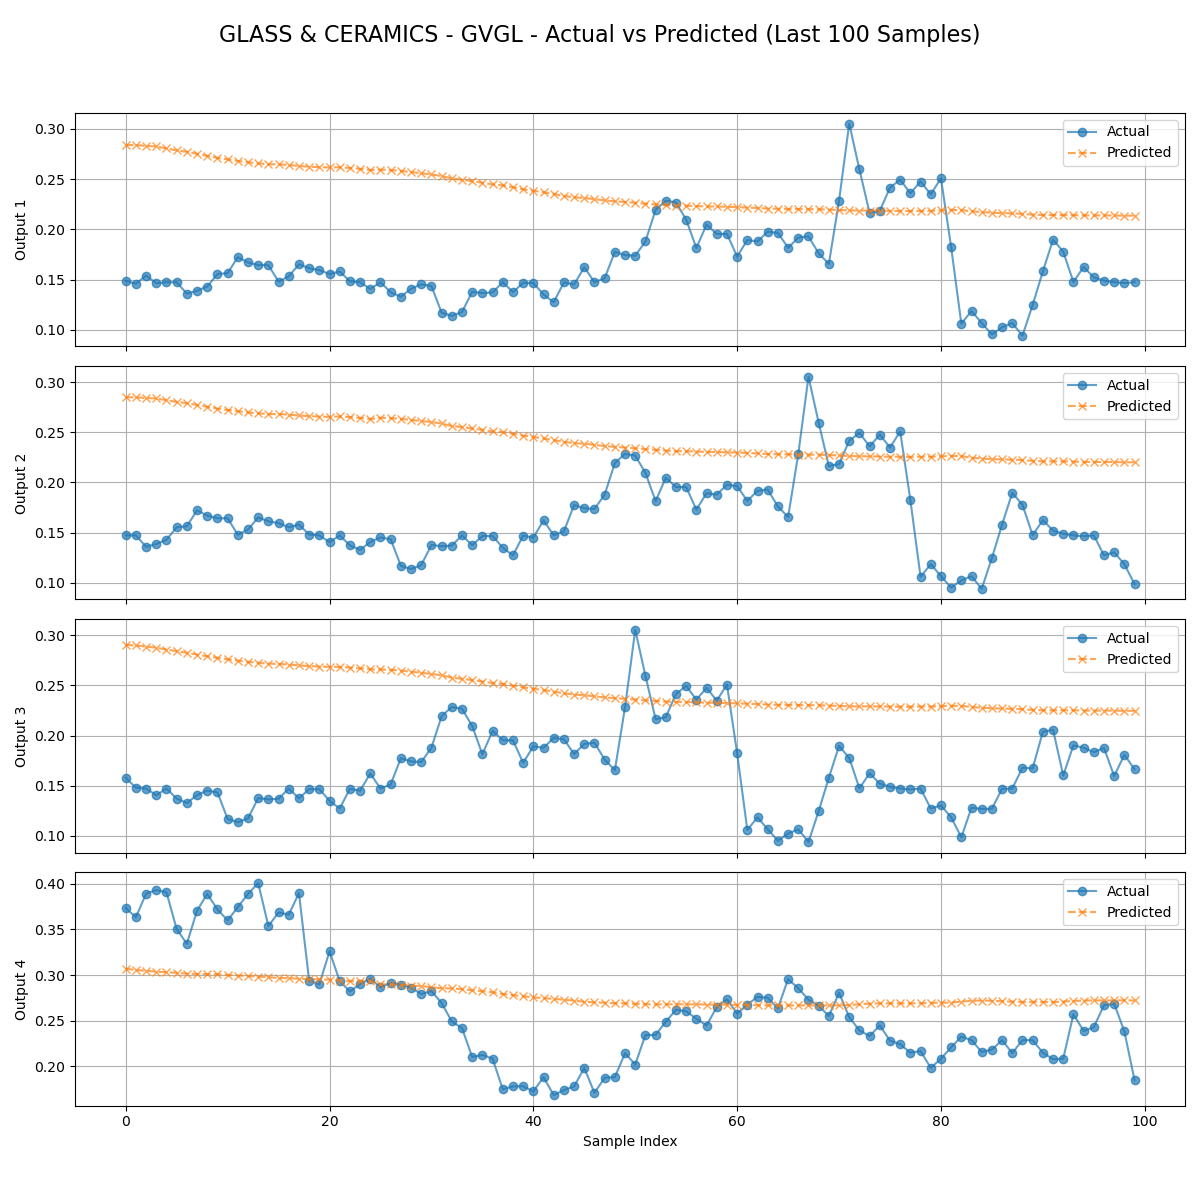 GLASS & CERAMICS - GVGL - Actual vs Predicted (Last 100 Samples)
0.30
0.25
0.20
0.15
0.10
Output 1
Actual
Predicted
0.30
0.25
0.20
0.15
0.10
Output 2
Actual
Predicted
0.30
0.25
0.20
0.15
0.10
Output 3
Actual
Predicted
0.40
0.35
0.30
0.25
0.20
Output 4
Actual
Predicted
0 20 40 60 80 100
Sample Index